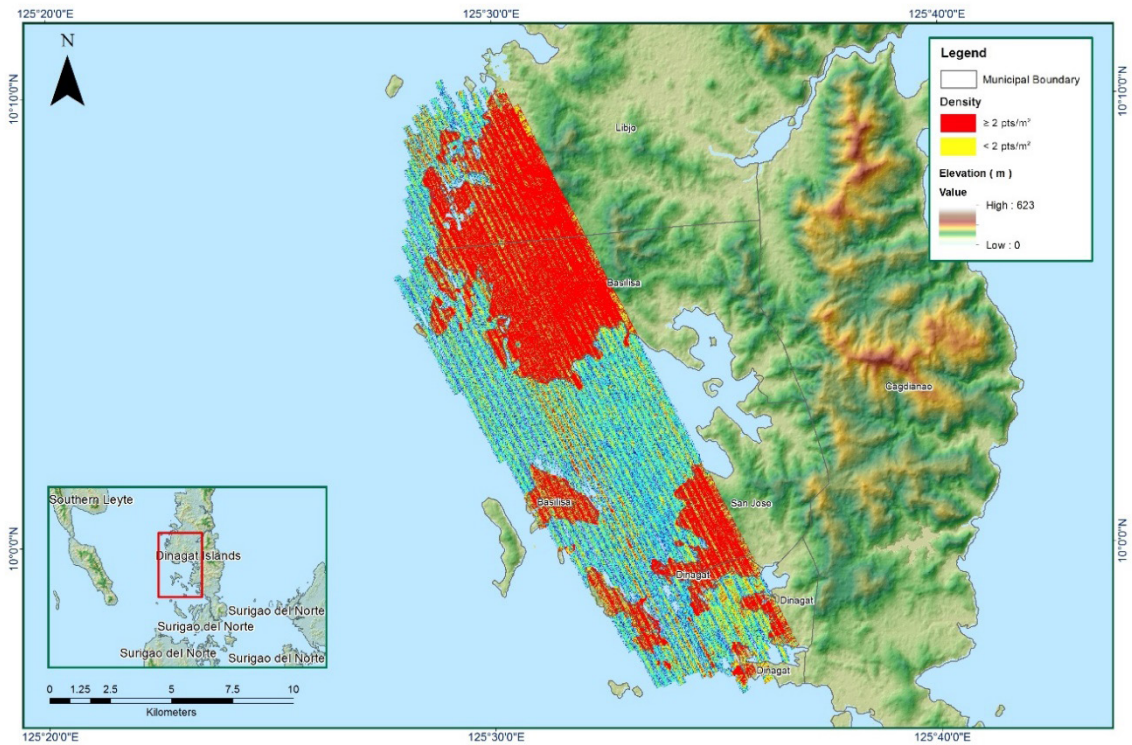 125°20'0"E
125°30'0"E
125°40'0"E
N
10°10'0"N
10°10'0"N
Legend
Municipal Boundary
Density
≥ 2 pts/m²
< 2 pts/m²
Elevation ( m )
Value
High : 623
Low : 0
Libjo
Basilisa
Cagdianao
Basilisa
San Jose
Dinagat
Dinagat
Dinagat
10°0'0"N
10°0'0"N
Southern Leyte
Dinagat Islands
Surigao del Norte
Surigao del Norte
Surigao del Norte
Surigao del Norte
0 1.25 2.5 5 7.5 10
Kilometers
125°20'0"E
125°30'0"E
125°40'0"E